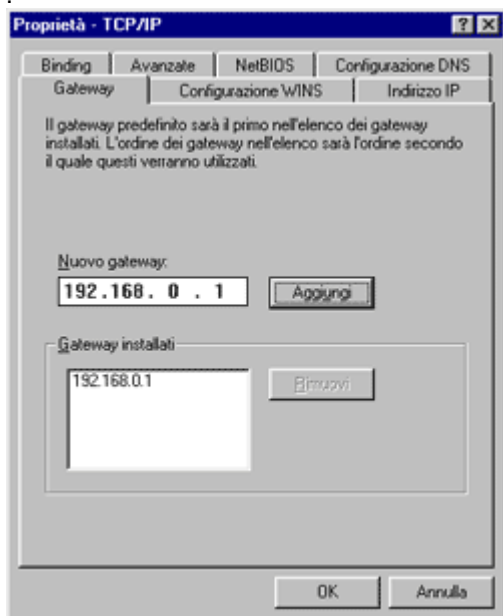 .
Proprietà - TCP/IP
Binding Avanzate NetBIOS Configurazione DNS
Gateway Configurazione WINS Indirizzo IP
Il gateway predefinito sarà il primo nell'elenco dei gateway
installati. L'ordine dei gateway nell'elenco sarà l'ordine secondo
il quale questi verranno utilizzati.
Nuovo gateway:
192.168. 0 . 1 Aggiungi
Gateway installati
192.168.0.1 Rimuovi
OK Annulla